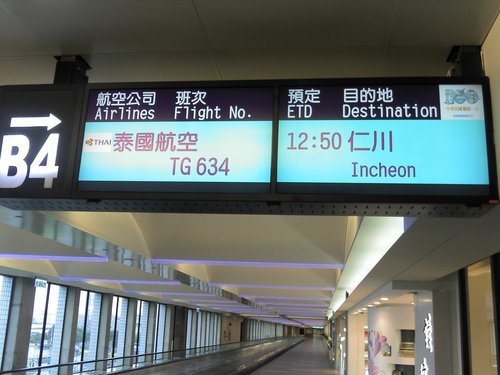 航空公司 班次 預定 目的地
Airlines Flight No. ETD Destination
B4
THAI 泰國航空 12:50 仁川
TG 634 Incheon